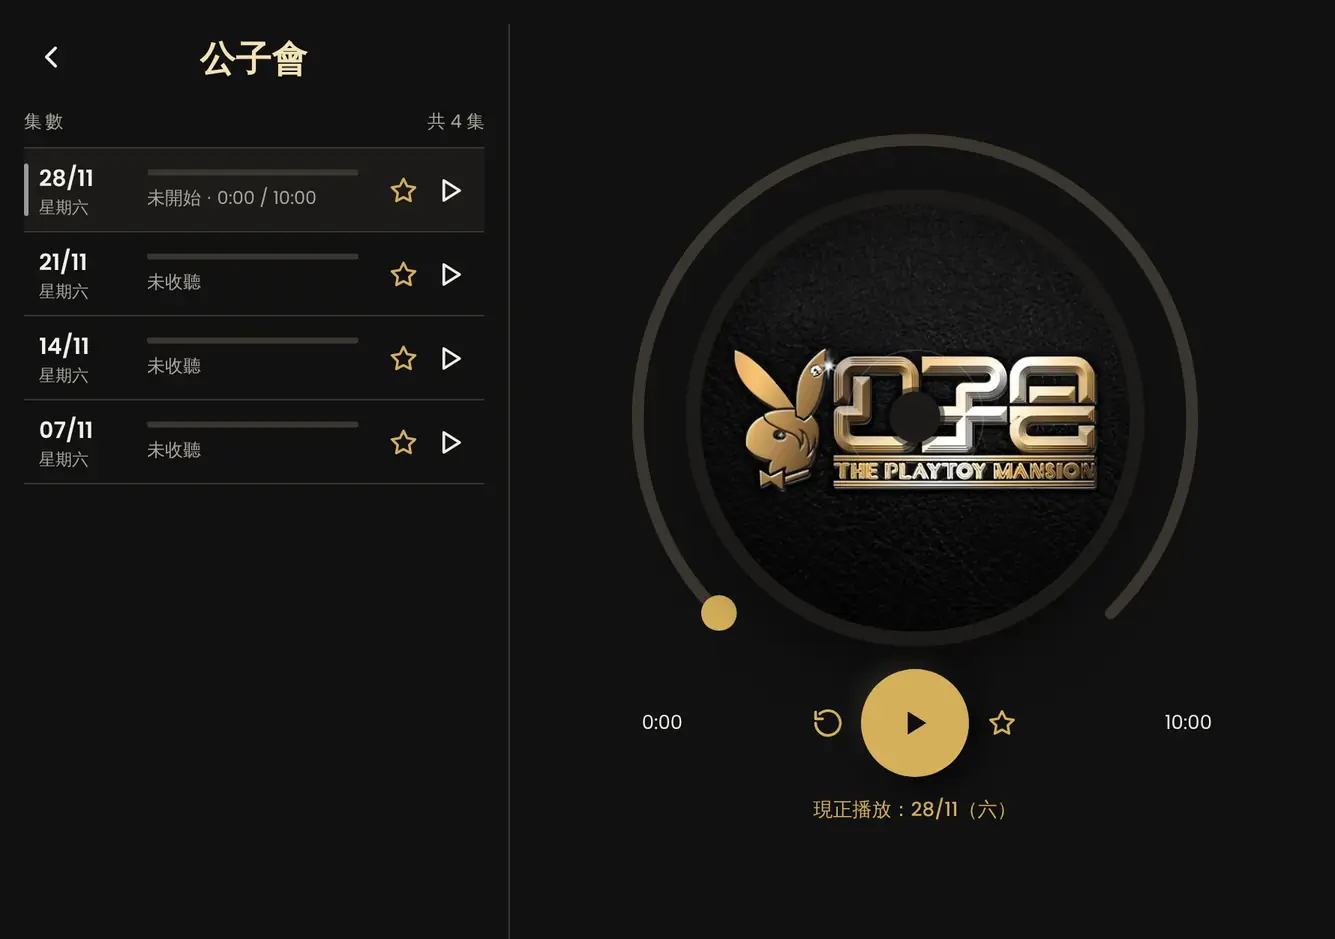 公子會
集數
共 4 集
28/11
星期六
未開始 · 0:00 / 10:00
21/11
星期六
未收聽
14/11
星期六
未收聽
07/11
星期六
未收聽
THE PLAYTOY MANSION
0:00
10:00
現正播放：28/11（六）